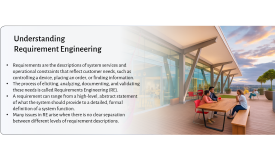 Understanding
Requirement Engineering
• Requirements are the descriptions of system services and
operational constraints that reflect customer needs, such as
controlling a device, placing an order, or finding information.
• The process of eliciting, analyzing, documenting, and validating
these needs is called Requirements Engineering (RE).
• A requirement can range from a high-level, abstract statement
of what the system should provide to a detailed, formal
definition of a system function.
• Many issues in RE arise when there is no clear separation
between different levels of requirement descriptions.